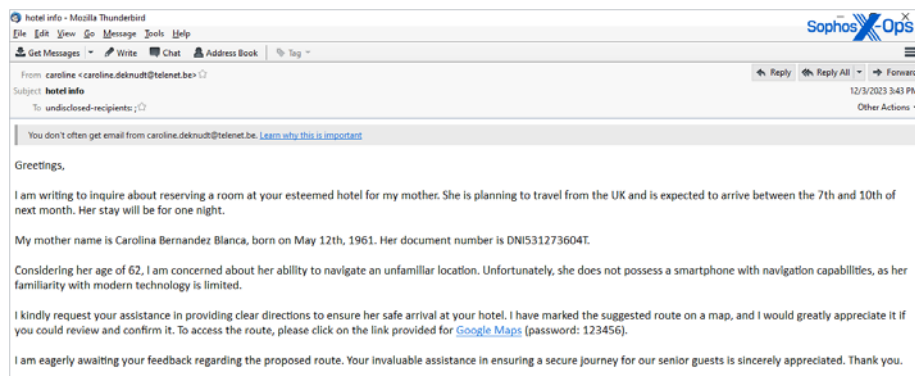 hotel info - Mozilla Thunderbird
Sophos X-Ops
File Edit View Go Message Tools Help
Get Messages Write Chat Address Book Tag
From caroline <caroline.deknudt@telenet.be> Reply Reply All Forward
Subject hotel info 12/3/2023 3:43 PM
To undisclosed-recipients: ; Other Actions
You don't often get email from caroline.deknudt@telenet.be. Learn why this is important
Greetings,
I am writing to inquire about reserving a room at your esteemed hotel for my mother. She is planning to travel from the UK and is expected to arrive between the 7th and 10th of
next month. Her stay will be for one night.
My mother name is Carolina Bernandez Blanca, born on May 12th, 1961. Her document number is DNI531273604T.
Considering her age of 62, I am concerned about her ability to navigate an unfamiliar location. Unfortunately, she does not possess a smartphone with navigation capabilities, as her
familiarity with modern technology is limited.
I kindly request your assistance in providing clear directions to ensure her safe arrival at your hotel. I have marked the suggested route on a map, and I would greatly appreciate it if
you could review and confirm it. To access the route, please click on the link provided for Google Maps (password: 123456).
I am eagerly awaiting your feedback regarding the proposed route. Your invaluable assistance in ensuring a secure journey for our senior guests is sincerely appreciated. Thank you.